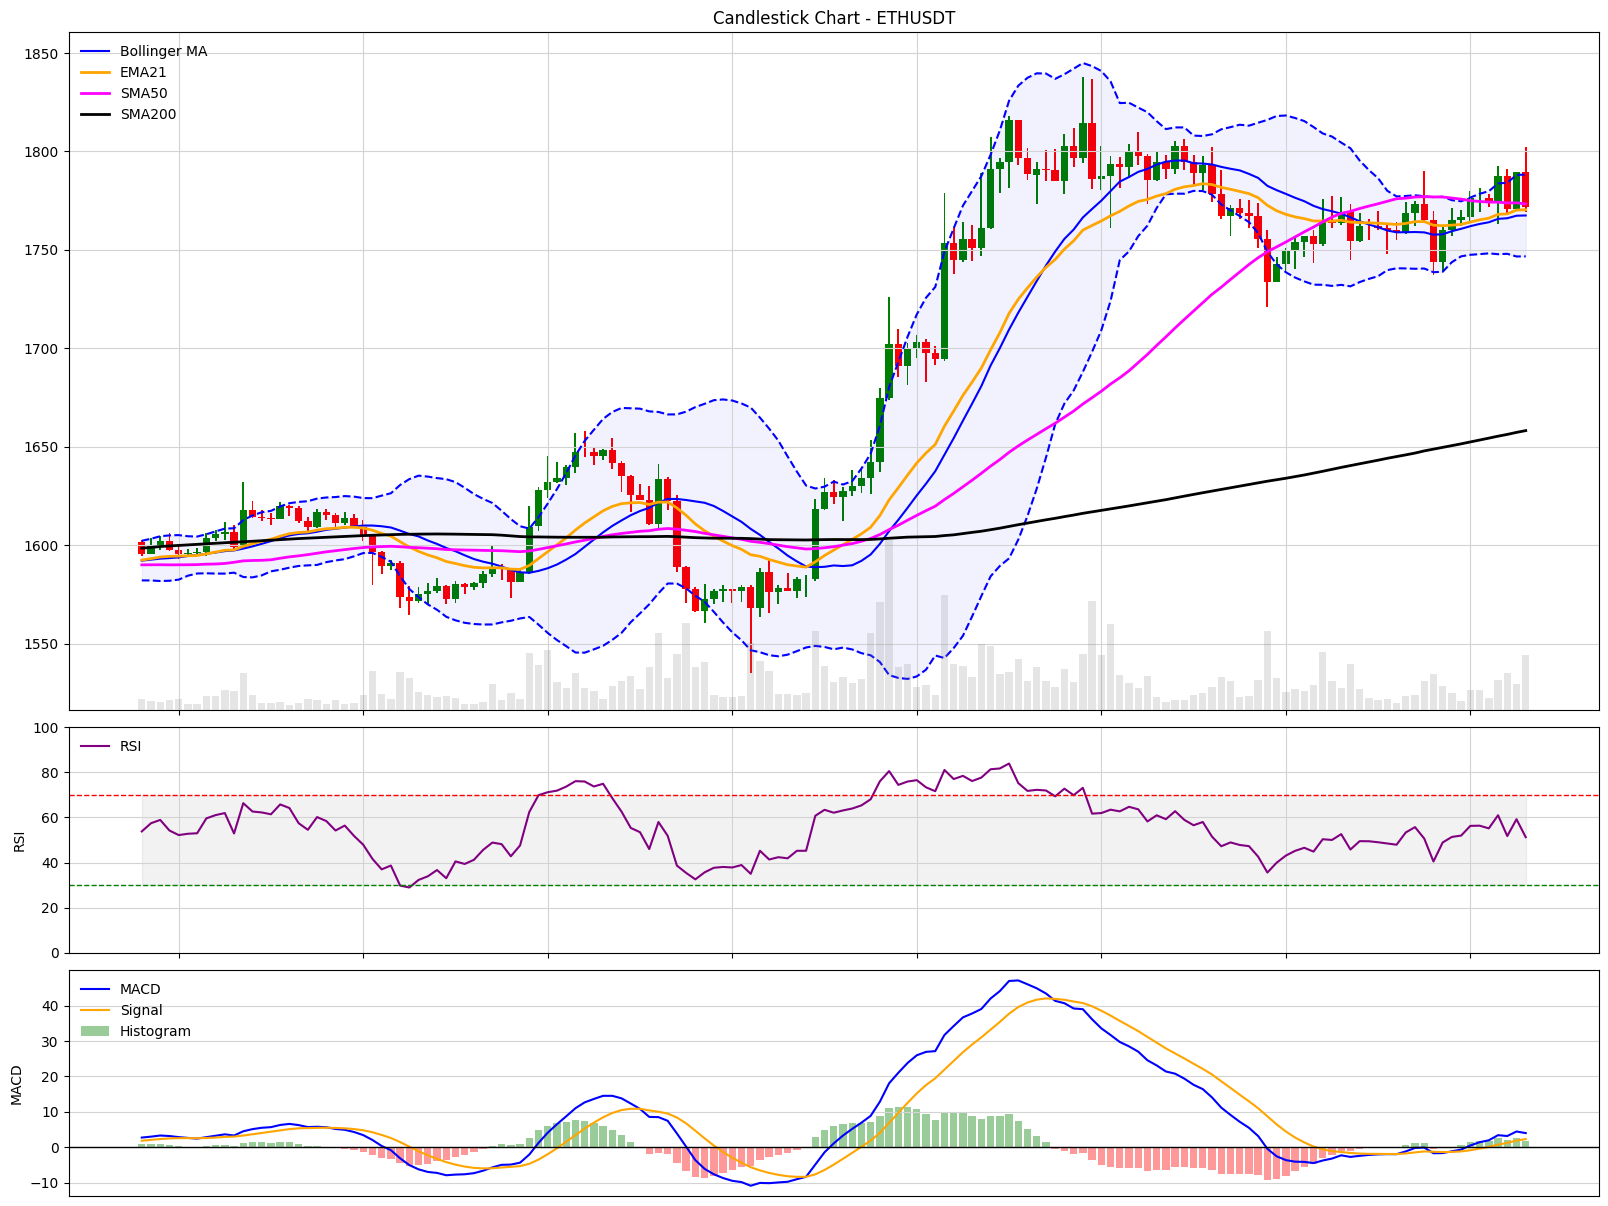 Candlestick Chart - ETHUSDT
1850
1800
1750
1700
1650
1600
1550
Bollinger MA
EMA21
SMA50
SMA200
100
80
60
40
20
0
RSI
RSI
40
30
20
10
0
−10
MACD
MACD
Signal
Histogram